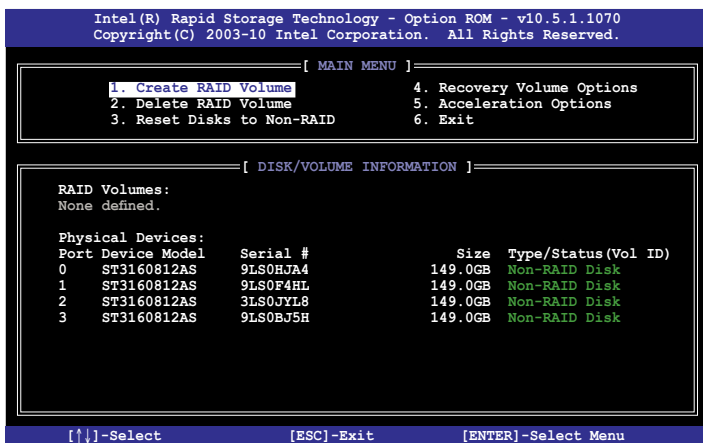 Intel(R) Rapid Storage Technology - Option ROM - v10.5.1.1070
Copyright(C) 2003-10 Intel Corporation.  All Rights Reserved.
[ MAIN MENU ]
1. Create RAID Volume 4. Recovery Volume Options
2. Delete RAID Volume 5. Acceleration Options
3. Reset Disks to Non-RAID 6. Exit
[ DISK/VOLUME INFORMATION ]
RAID Volumes:
None defined.
Physical Devices:
Port Device Model Serial # Size Type/Status(Vol ID)
0 ST3160812AS 9LS0HJA4 149.0GB Non-RAID Disk
1 ST3160812AS 9LS0F4HL 149.0GB Non-RAID Disk
2 ST3160812AS 3LS0JYL8 149.0GB Non-RAID Disk
3 ST3160812AS 9LS0BJ5H 149.0GB Non-RAID Disk
[↑↓]-Select [ESC]-Exit [ENTER]-Select Menu